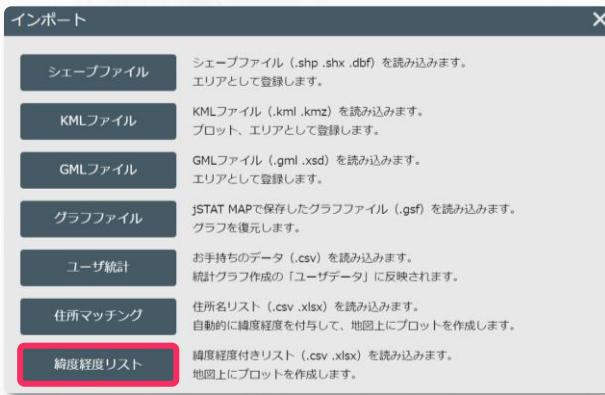 インポート
×
シェープファイル
シェープファイル（.shp .shx .dbf）を読み込みます。
エリアとして登録します。
KMLファイル
KMLファイル（.kml .kmz）を読み込みます。
プロット、エリアとして登録します。
GMLファイル
GMLファイル（.gml .xsd）を読み込みます。
エリアとして登録します。
グラフファイル
jSTAT MAPで保存したグラフファイル（.gsf）を読み込みます。
グラフを復元します。
ユーザ統計
お手持ちのデータ（.csv）を読み込みます。
統計グラフ作成の「ユーザデータ」に反映されます。
住所マッチング
住所名リスト（.csv .xlsx）を読み込みます。
自動的に緯度経度を付与して、地図上にプロットを作成します。
緯度経度リスト
緯度経度付きリスト（.csv .xlsx）を読み込みます。
地図上にプロットを作成します。